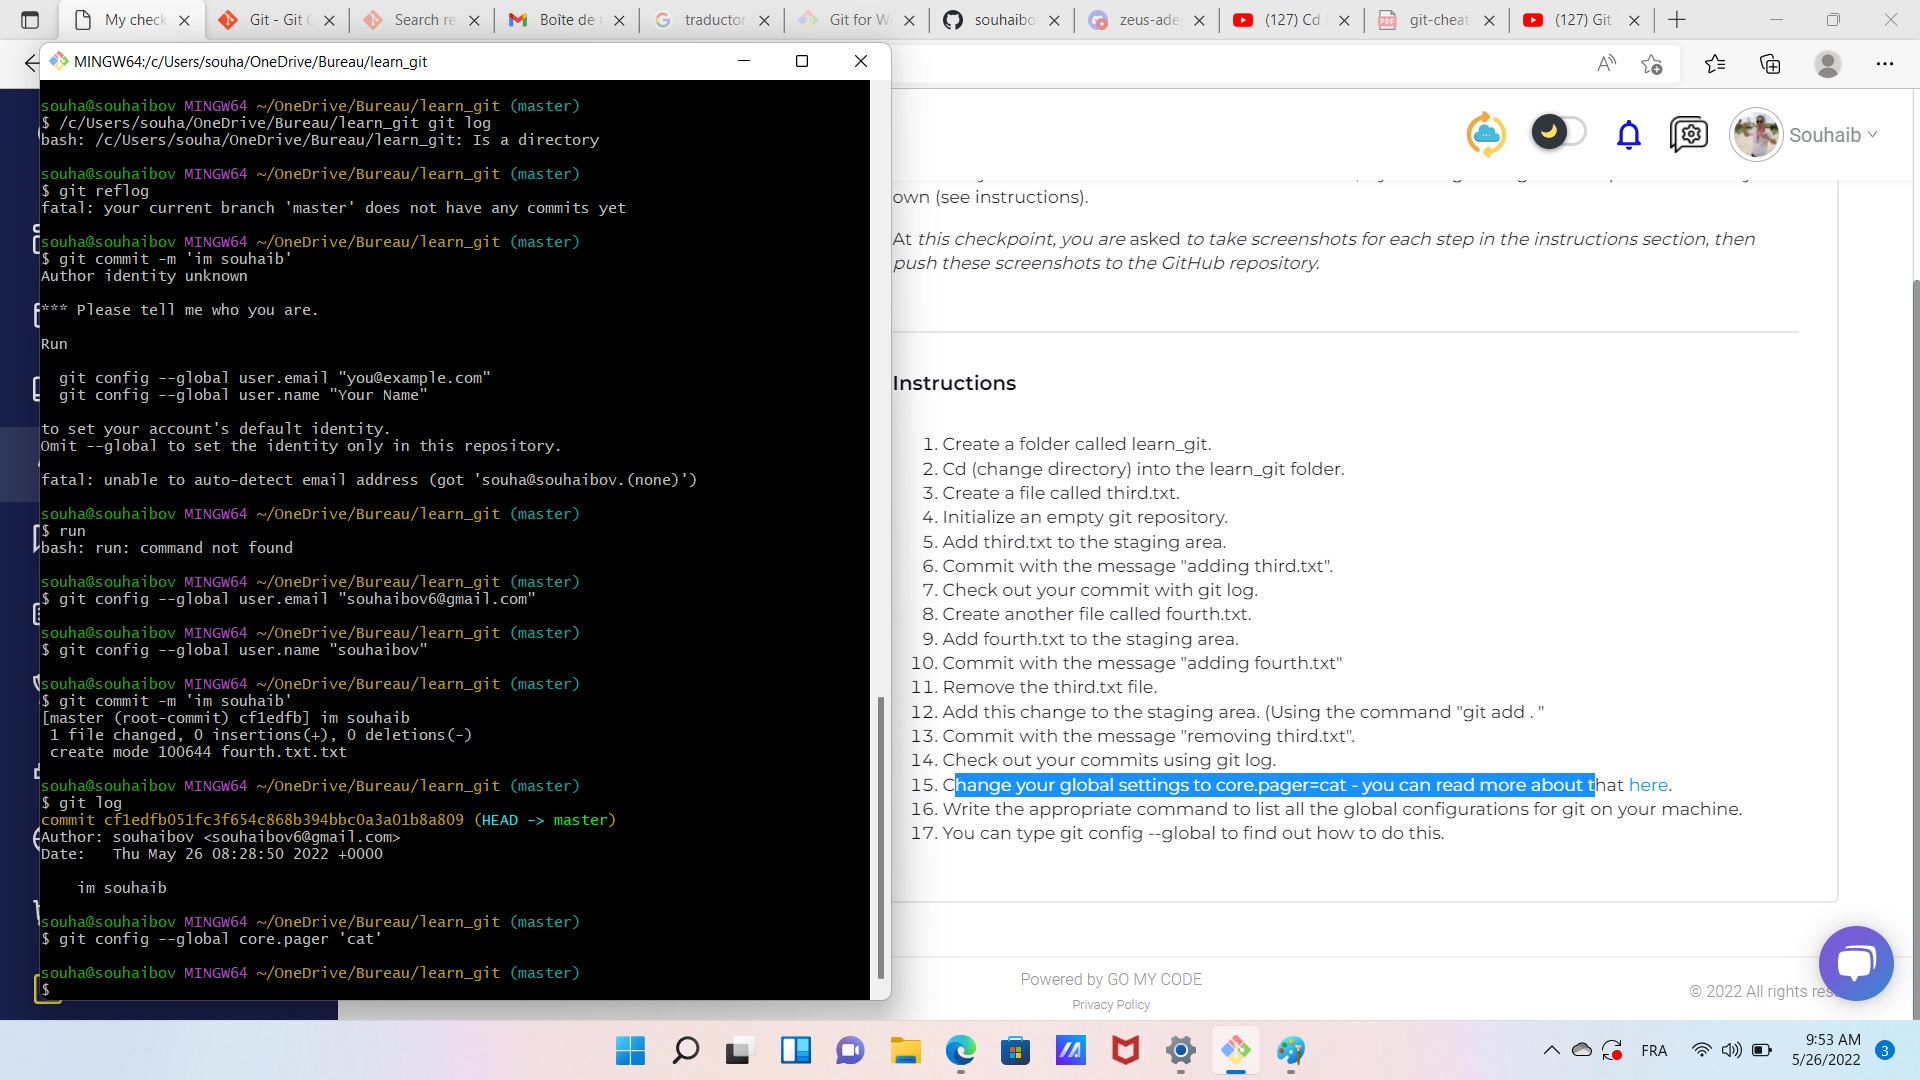 My check
Git - Git
Search re
Boîte de
traductor
Git for W
souhaibo
zeus-ade
(127) Cd
git-cheat
(127) Git
MINGW64:/c/Users/souha/OneDrive/Bureau/learn_git
souha@souhaibov MINGW64 ~/OneDrive/Bureau/learn_git (master)
$ /c/Users/souha/OneDrive/Bureau/learn_git git log
bash: /c/Users/souha/OneDrive/Bureau/learn_git: Is a directory
souha@souhaibov MINGW64 ~/OneDrive/Bureau/learn_git (master)
$ git reflog
fatal: your current branch 'master' does not have any commits yet
souha@souhaibov MINGW64 ~/OneDrive/Bureau/learn_git (master)
$ git commit -m 'im souhaib'
Author identity unknown
*** Please tell me who you are.
Run
git config --global user.email "you@example.com"
git config --global user.name "Your Name"
to set your account's default identity.
Omit --global to set the identity only in this repository.
fatal: unable to auto-detect email address (got 'souha@souhaibov.(none)')
souha@souhaibov MINGW64 ~/OneDrive/Bureau/learn_git (master)
$ run
bash: run: command not found
souha@souhaibov MINGW64 ~/OneDrive/Bureau/learn_git (master)
$ git config --global user.email "souhaibov6@gmail.com"
souha@souhaibov MINGW64 ~/OneDrive/Bureau/learn_git (master)
$ git config --global user.name "souhaibov"
souha@souhaibov MINGW64 ~/OneDrive/Bureau/learn_git (master)
$ git commit -m 'im souhaib'
[master (root-commit) cf1edfb] im souhaib
1 file changed, 0 insertions(+), 0 deletions(-)
create mode 100644 fourth.txt.txt
souha@souhaibov MINGW64 ~/OneDrive/Bureau/learn_git (master)
$ git log
commit cf1edfb051fc3f654c868b394bbc0a3a01b8a809 (HEAD -> master)
Author: souhaibov <souhaibov6@gmail.com>
Date:   Thu May 26 08:28:50 2022 +0000
im souhaib
souha@souhaibov MINGW64 ~/OneDrive/Bureau/learn_git (master)
$ git config --global core.pager 'cat'
souha@souhaibov MINGW64 ~/OneDrive/Bureau/learn_git (master)
$
Souhaib
own (see instructions).
At this checkpoint, you are asked to take screenshots for each step in the instructions section, then
push these screenshots to the GitHub repository.
Instructions
1. Create a folder called learn_git.
2. Cd (change directory) into the learn_git folder.
3. Create a file called third.txt.
4. Initialize an empty git repository.
5. Add third.txt to the staging area.
6. Commit with the message "adding third.txt".
7. Check out your commit with git log.
8. Create another file called fourth.txt.
9. Add fourth.txt to the staging area.
10. Commit with the message "adding fourth.txt"
11. Remove the third.txt file.
12. Add this change to the staging area. (Using the command "git add . "
13. Commit with the message "removing third.txt".
14. Check out your commits using git log.
15. Change your global settings to core.pager=cat - you can read more about that here.
16. Write the appropriate command to list all the global configurations for git on your machine.
17. You can type git config --global to find out how to do this.
Powered by GO MY CODE
Privacy Policy
© 2022 All rights res
FRA
9:53 AM
5/26/2022
3